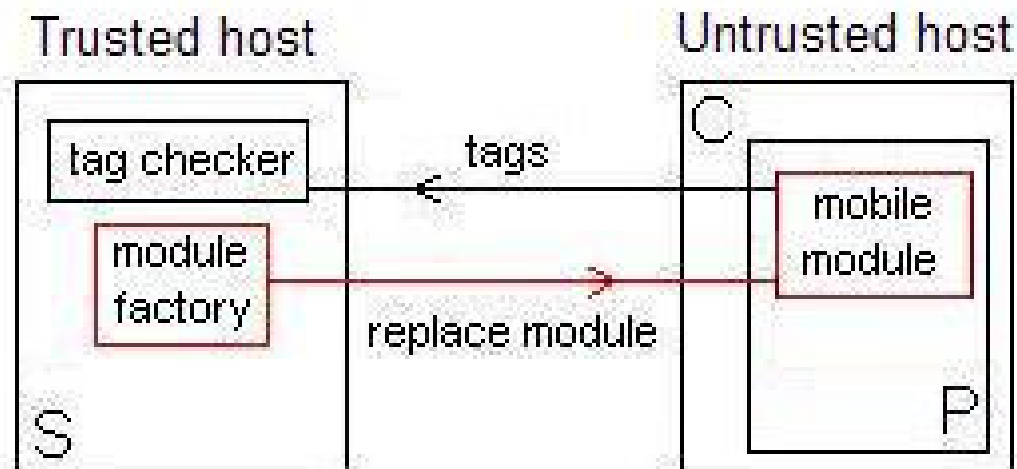 Trusted host
Untrusted host
C
tag checker
tags
mobile
module
module
factory
replace module
S
P